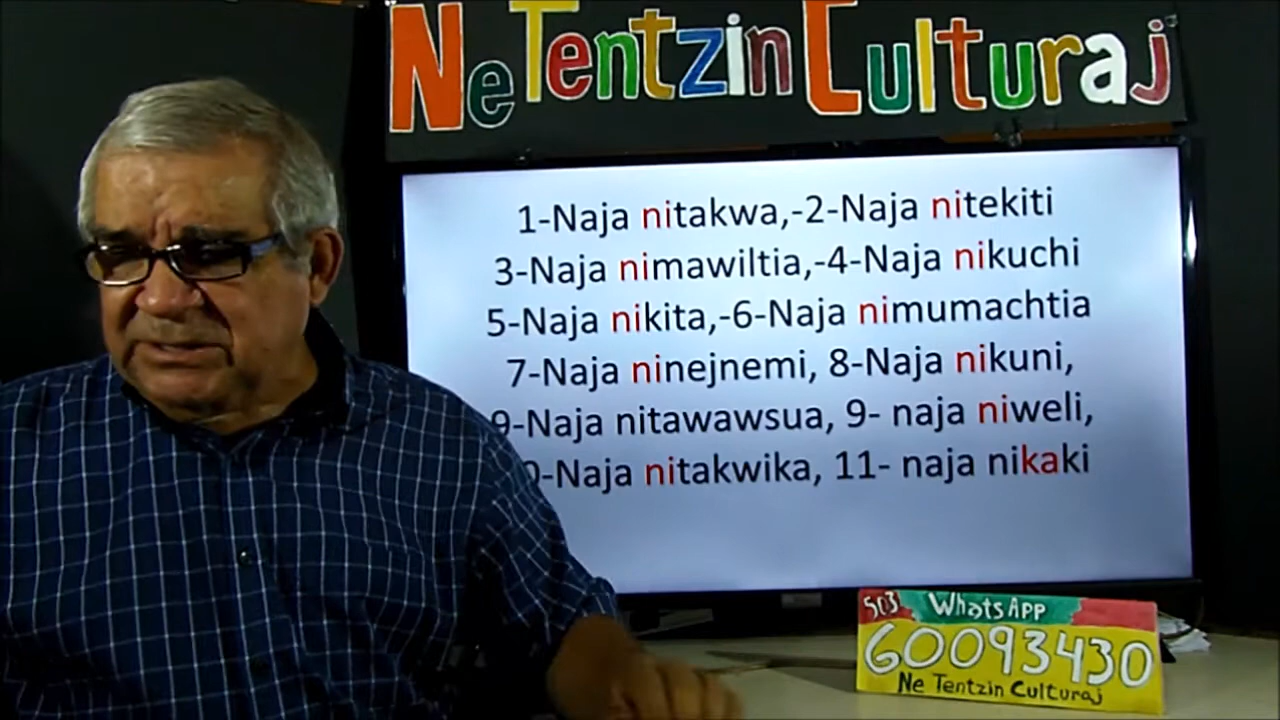 Ne Tentzin Culturaj
1-Naja nitakwa,-2-Naja nitekiti
3-Naja nimawiltia,-4-Naja nikuchi
5-Naja nikita,-6-Naja nimumachtia
7-Naja ninejnemi, 8-Naja nikuni,
9-Naja nitawawsua, 9- naja niweli,
0-Naja nitakwika, 11- naja nikaki
503 WhatsApp
60093430
Ne Tentzin Culturaj